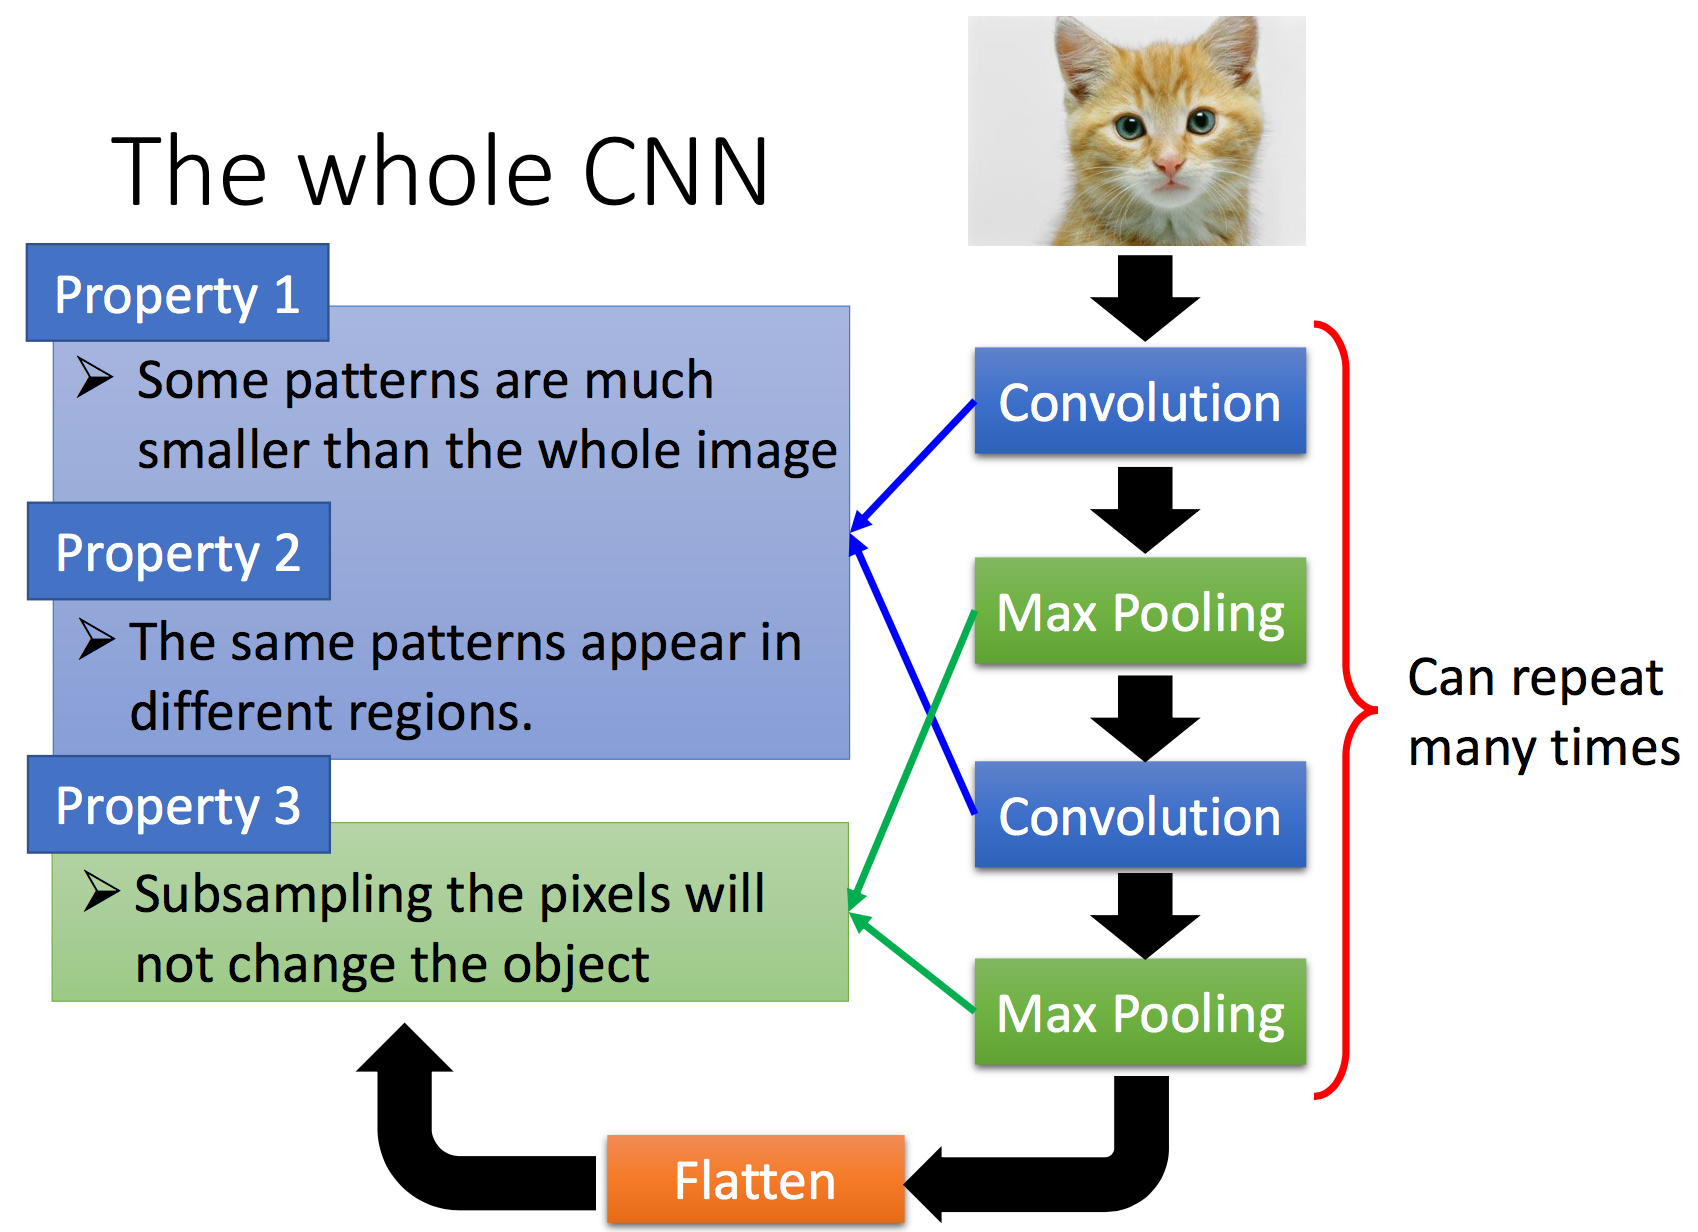 The whole CNN
Property 1
➢ Some patterns are much
smaller than the whole image
Property 2
➢ The same patterns appear in
different regions.
Property 3
➢ Subsampling the pixels will
not change the object
Convolution
Max Pooling
Convolution
Max Pooling
Can repeat
many times
Flatten